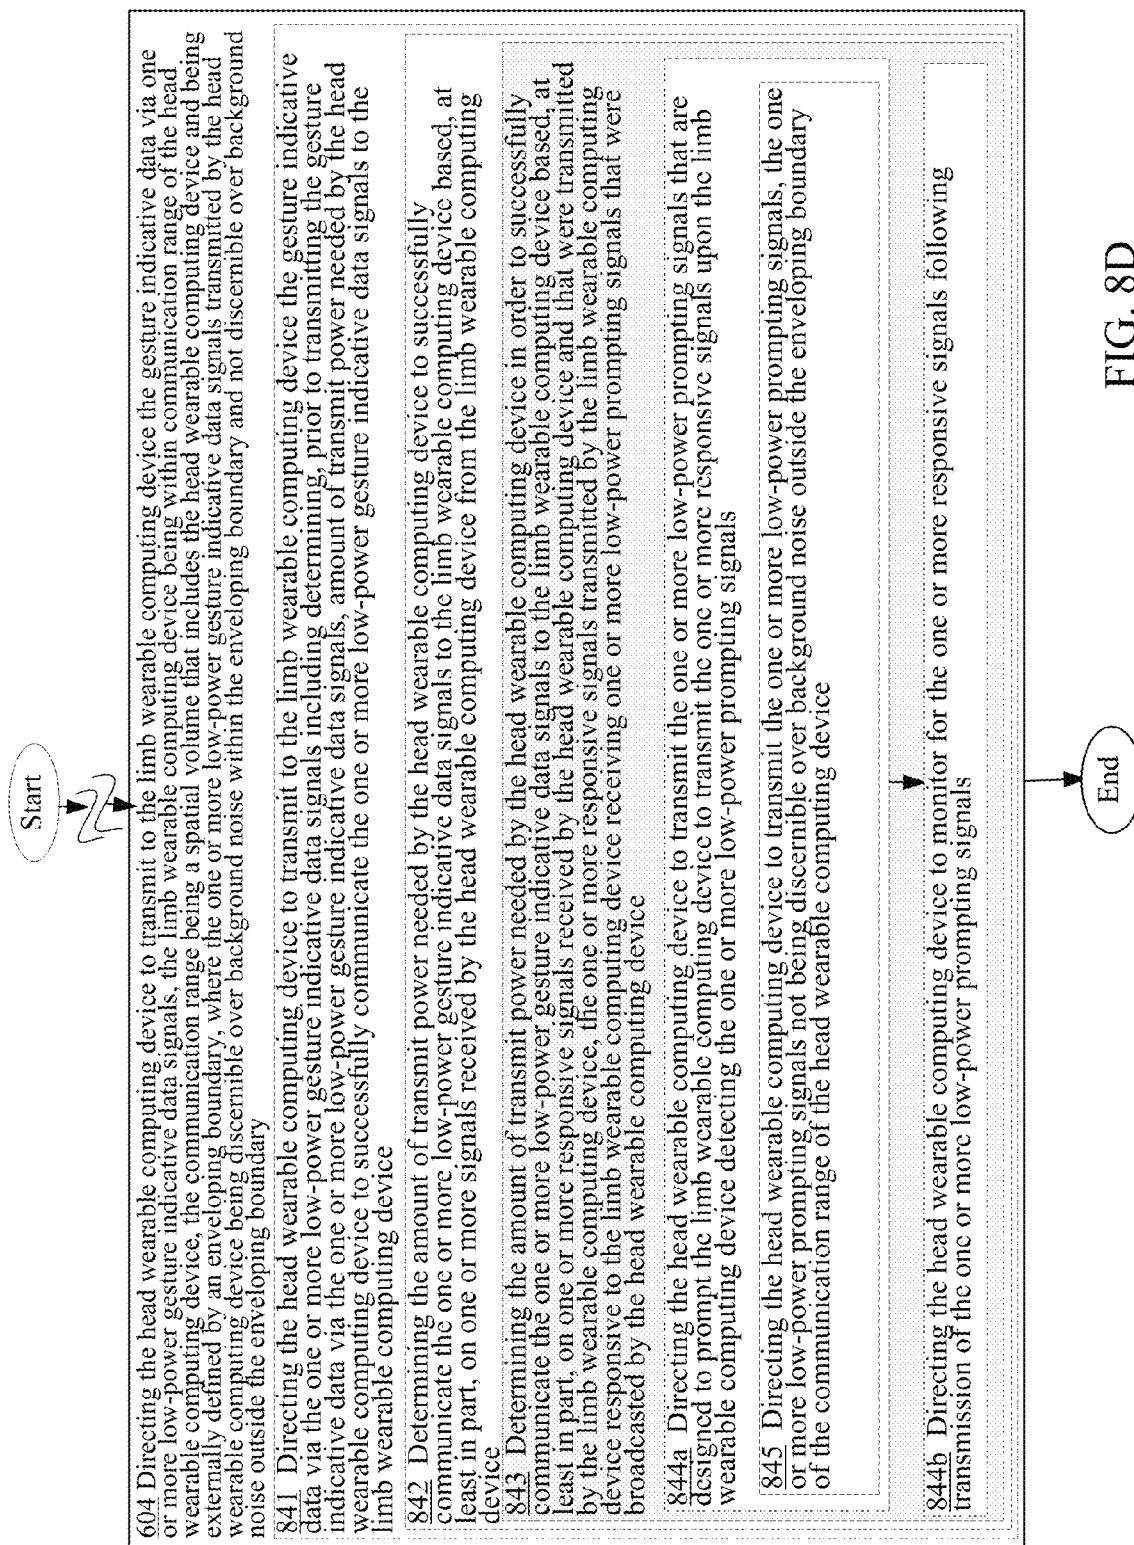 Start
604 Directing the head wearable computing device to transmit to the limb wearable computing device the gesture indicative data via one
or more low-power gesture indicative data signals, the limb wearable computing device being within communication range of the head
wearable computing device, the communication range being a spatial volume that includes the head wearable computing device and being
externally defined by an enveloping boundary, where the one or more low-power gesture indicative data signals transmitted by the head
wearable computing device being discernible over background noise within the enveloping boundary and not discernible over background
noise outside the enveloping boundary
841 Directing the head wearable computing device to transmit to the limb wearable computing device the gesture indicative
data via the one or more low-power gesture indicative data signals including determining, prior to transmitting the gesture
indicative data via the one or more low-power gesture indicative data signals, amount of transmit power needed by the head
wearable computing device to successfully communicate the one or more low-power gesture indicative data signals to the
limb wearable computing device
842 Determining the amount of transmit power needed by the head wearable computing device to successfully
communicate the one or more low-power gesture indicative data signals to the limb wearable computing device based, at
least in part, on one or more signals received by the head wearable computing device from the limb wearable computing
device
843 Determining the amount of transmit power needed by the head wearable computing device in order to successfully
communicate the one or more low-power gesture indicative data signals to the limb wearable computing device based, at
least in part, on one or more responsive signals received by the head wearable computing device and that were transmitted
by the limb wearable computing device, the one or more responsive signals transmitted by the limb wearable computing
device responsive to the limb wearable computing device receiving one or more low-power prompting signals that were
broadcasted by the head wearable computing device
844a Directing the head wearable computing device to transmit the one or more low-power prompting signals that are
designed to prompt the limb wearable computing device to transmit the one or more responsive signals upon the limb
wearable computing device detecting the one or more low-power prompting signals
845 Directing the head wearable computing device to transmit the one or more low-power prompting signals, the one
or more low-power prompting signals not being discernible over background noise outside the enveloping boundary
of the communication range of the head wearable computing device
844b Directing the head wearable computing device to monitor for the one or more responsive signals following
transmission of the one or more low-power prompting signals
End
FIG. 8D